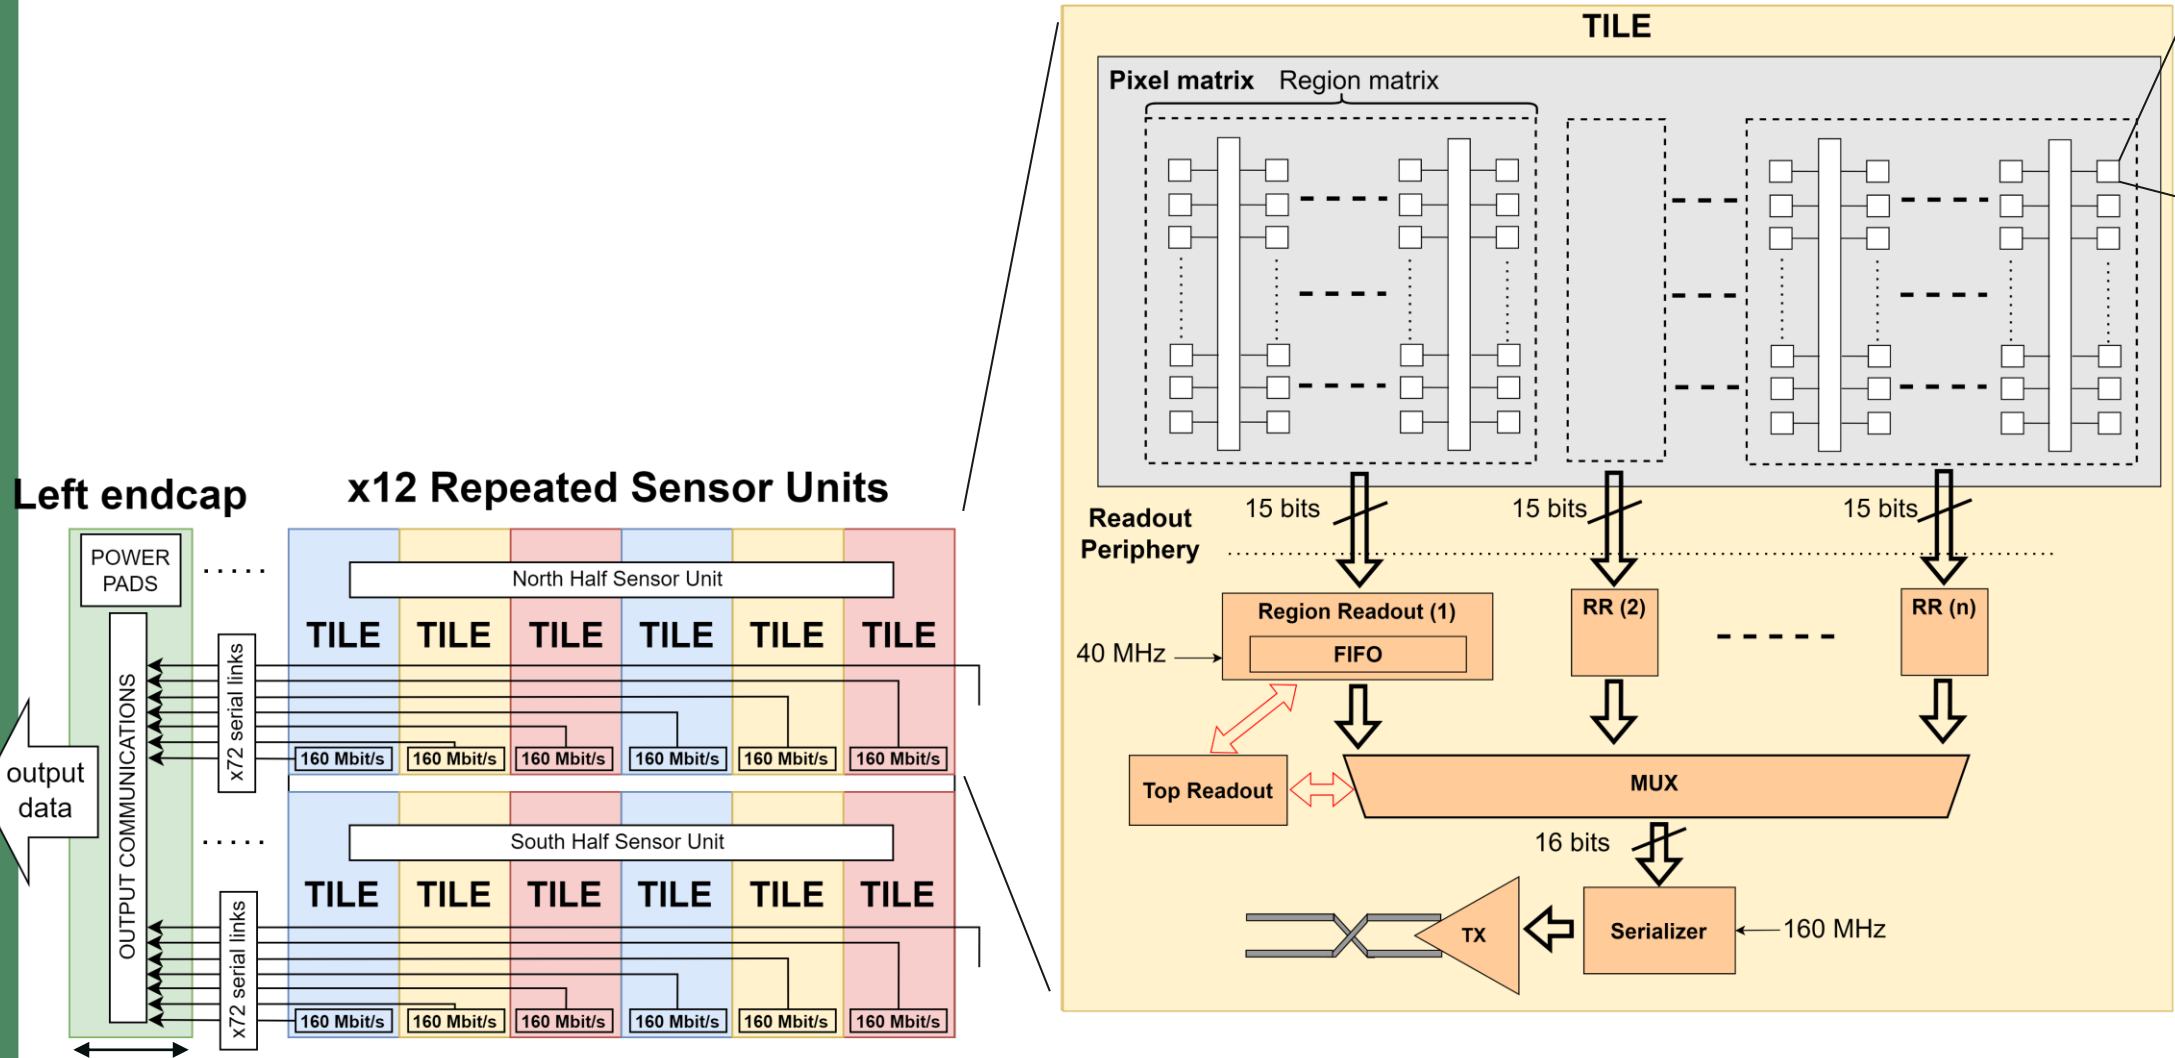 TILE
Pixel matrix
Region matrix
15 bits
15 bits
15 bits
Readout
Periphery
Region Readout (1)
FIFO
RR (2)
RR (n)
40 MHz
Top Readout
MUX
16 bits
TX
Serializer
160 MHz
Left endcap
x12 Repeated Sensor Units
POWER
PADS
OUTPUT COMMUNICATIONS
output
data
x72 serial links
North Half Sensor Unit
TILE TILE TILE TILE TILE TILE
160 Mbit/s 160 Mbit/s 160 Mbit/s 160 Mbit/s 160 Mbit/s 160 Mbit/s
x72 serial links
South Half Sensor Unit
TILE TILE TILE TILE TILE TILE
160 Mbit/s 160 Mbit/s 160 Mbit/s 160 Mbit/s 160 Mbit/s 160 Mbit/s